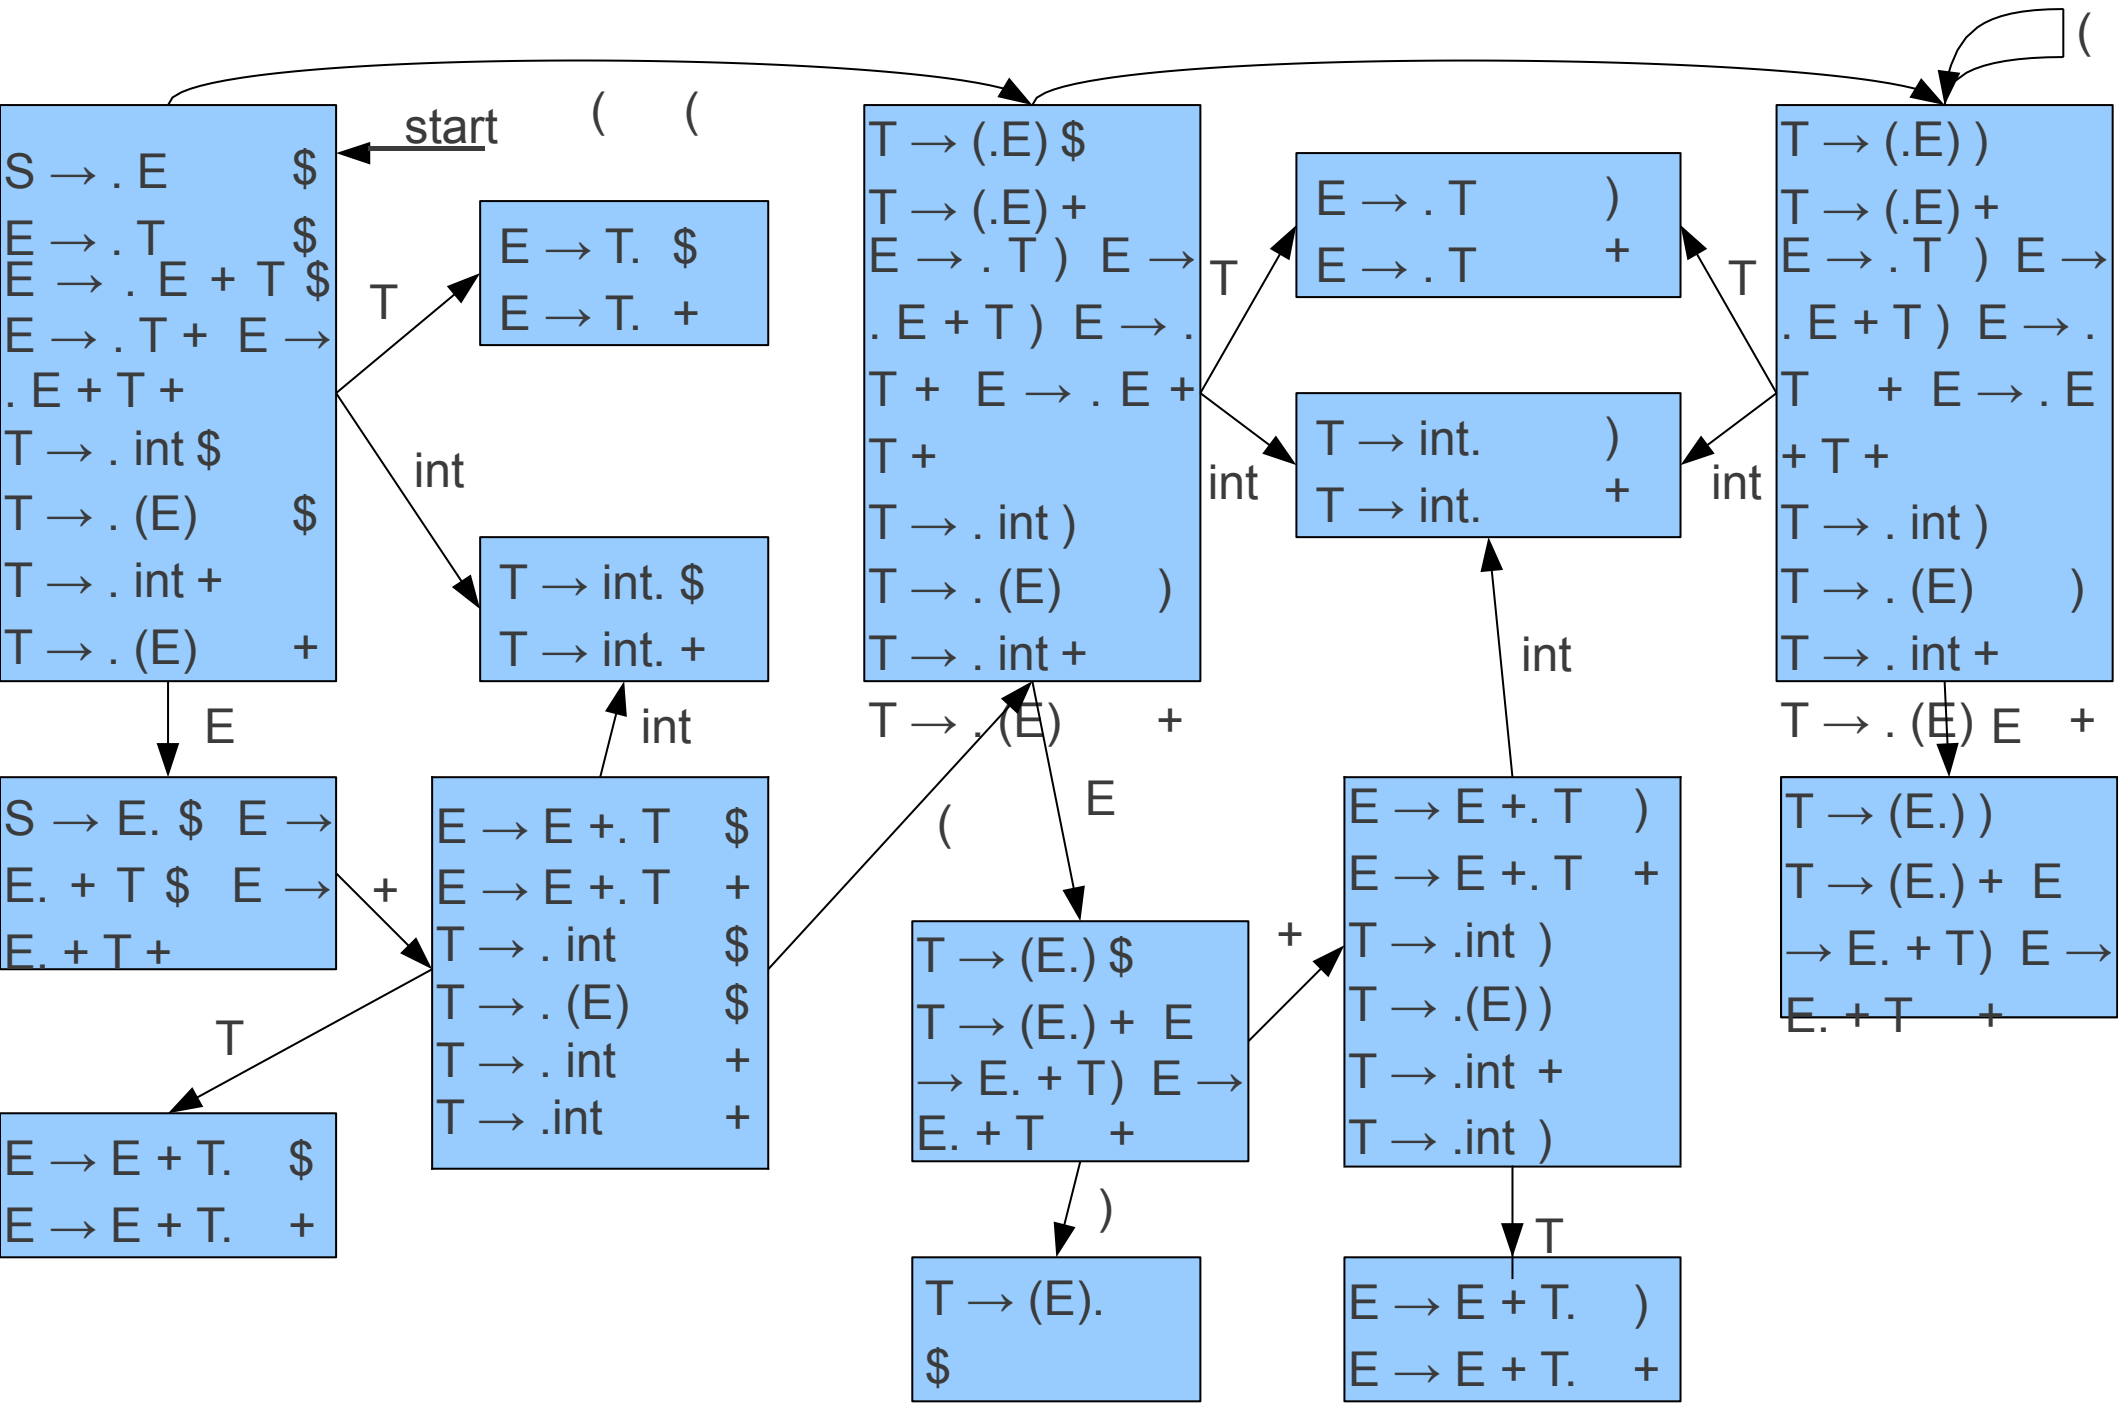 (
start ( (
S → . E $
E → . T $
E → . E + T $
E → . T + E →
. E + T +
T → . int $
T → . (E) $
T → . int +
T → . (E) +
T
E → T. $
E → T. +
int
T → int. $
T → int. +
E
int
S → E. $ E →
E. + T $ E →
E. + T +
+
E → E +. T $
E → E +. T +
T → . int $
T → . (E) $
T → . int +
T → .int +
T
E → E + T. $
E → E + T. +
(
T → (.E) $
T → (.E) +
E → . T ) E →
. E + T ) E → .
T + E → . E +
T +
T → . int )
T → . (E) )
T → . int +
T → . (E) +
T
E → . T )
E → . T +
T
int
T → int. )
T → int. +
int
int
E
T → (E.) $
T → (E.) + E
→ E. + T) E →
E. + T +
+
)
T → (E).
$
E → E +. T )
E → E +. T +
T → .int )
T → .(E) )
T → .int +
T → .int )
T
E → E + T. )
E → E + T. +
T → (.E) )
T → (.E) +
E → . T ) E →
. E + T ) E → .
T + E → . E
+ T +
T → . int )
T → . (E) )
T → . int +
T → . (E) +
E
T → (E.) )
T → (E.) + E
→ E. + T) E →
E. + T +